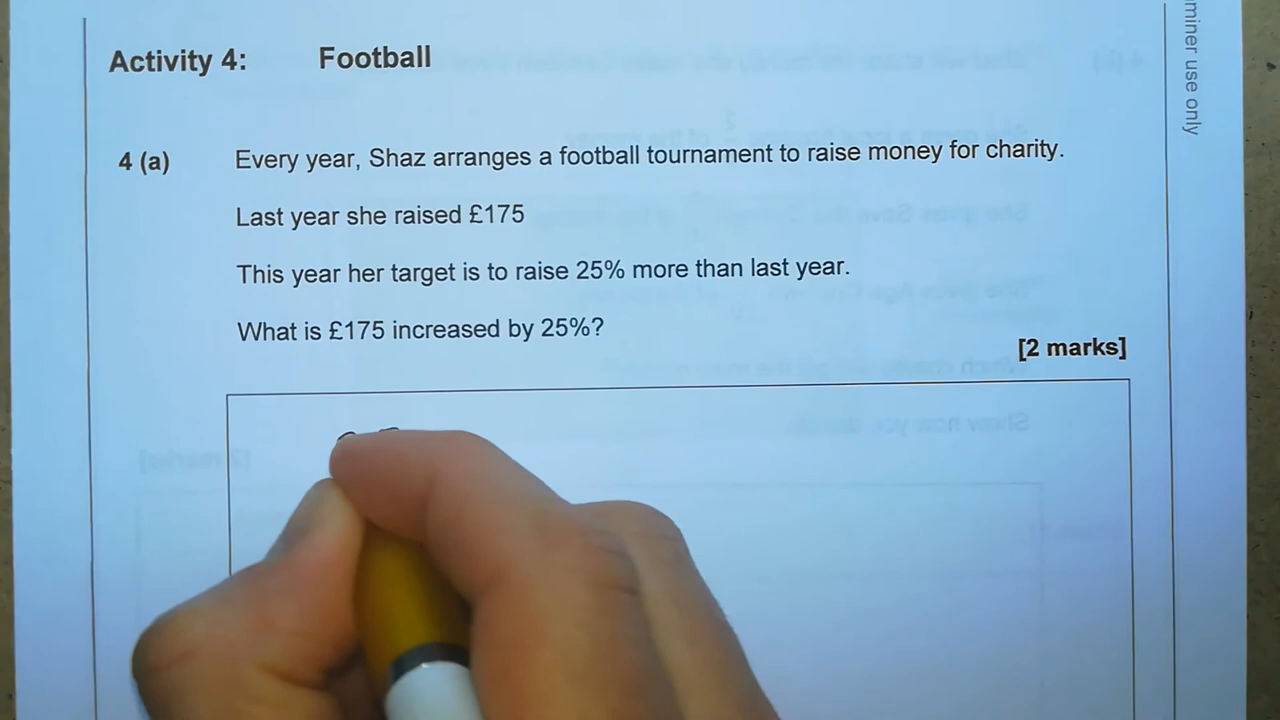 Activity 4: Football
4 (a) Every year, Shaz arranges a football tournament to raise money for charity.
Last year she raised £175
This year her target is to raise 25% more than last year.
What is £175 increased by 25%?
[2 marks]
miner use only